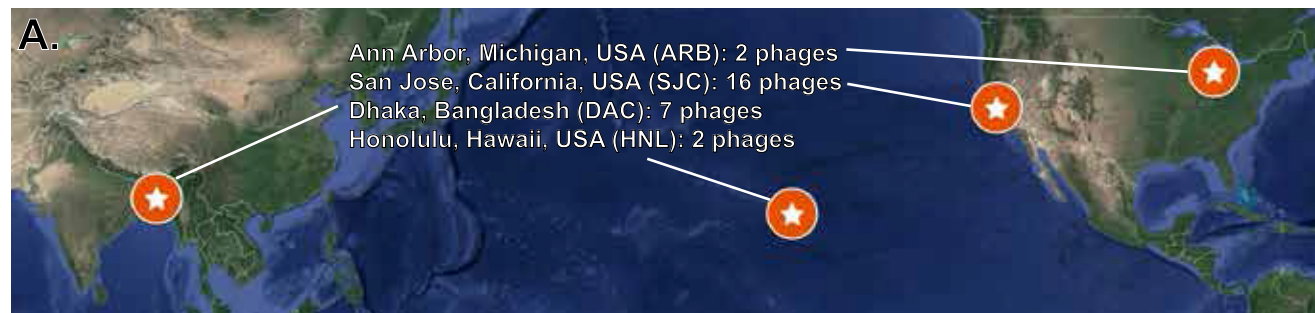 A.
Ann Arbor, Michigan, USA (ARB): 2 phages
San Jose, California, USA (SJC): 16 phages
Dhaka, Bangladesh (DAC): 7 phages
Honolulu, Hawaii, USA (HNL): 2 phages